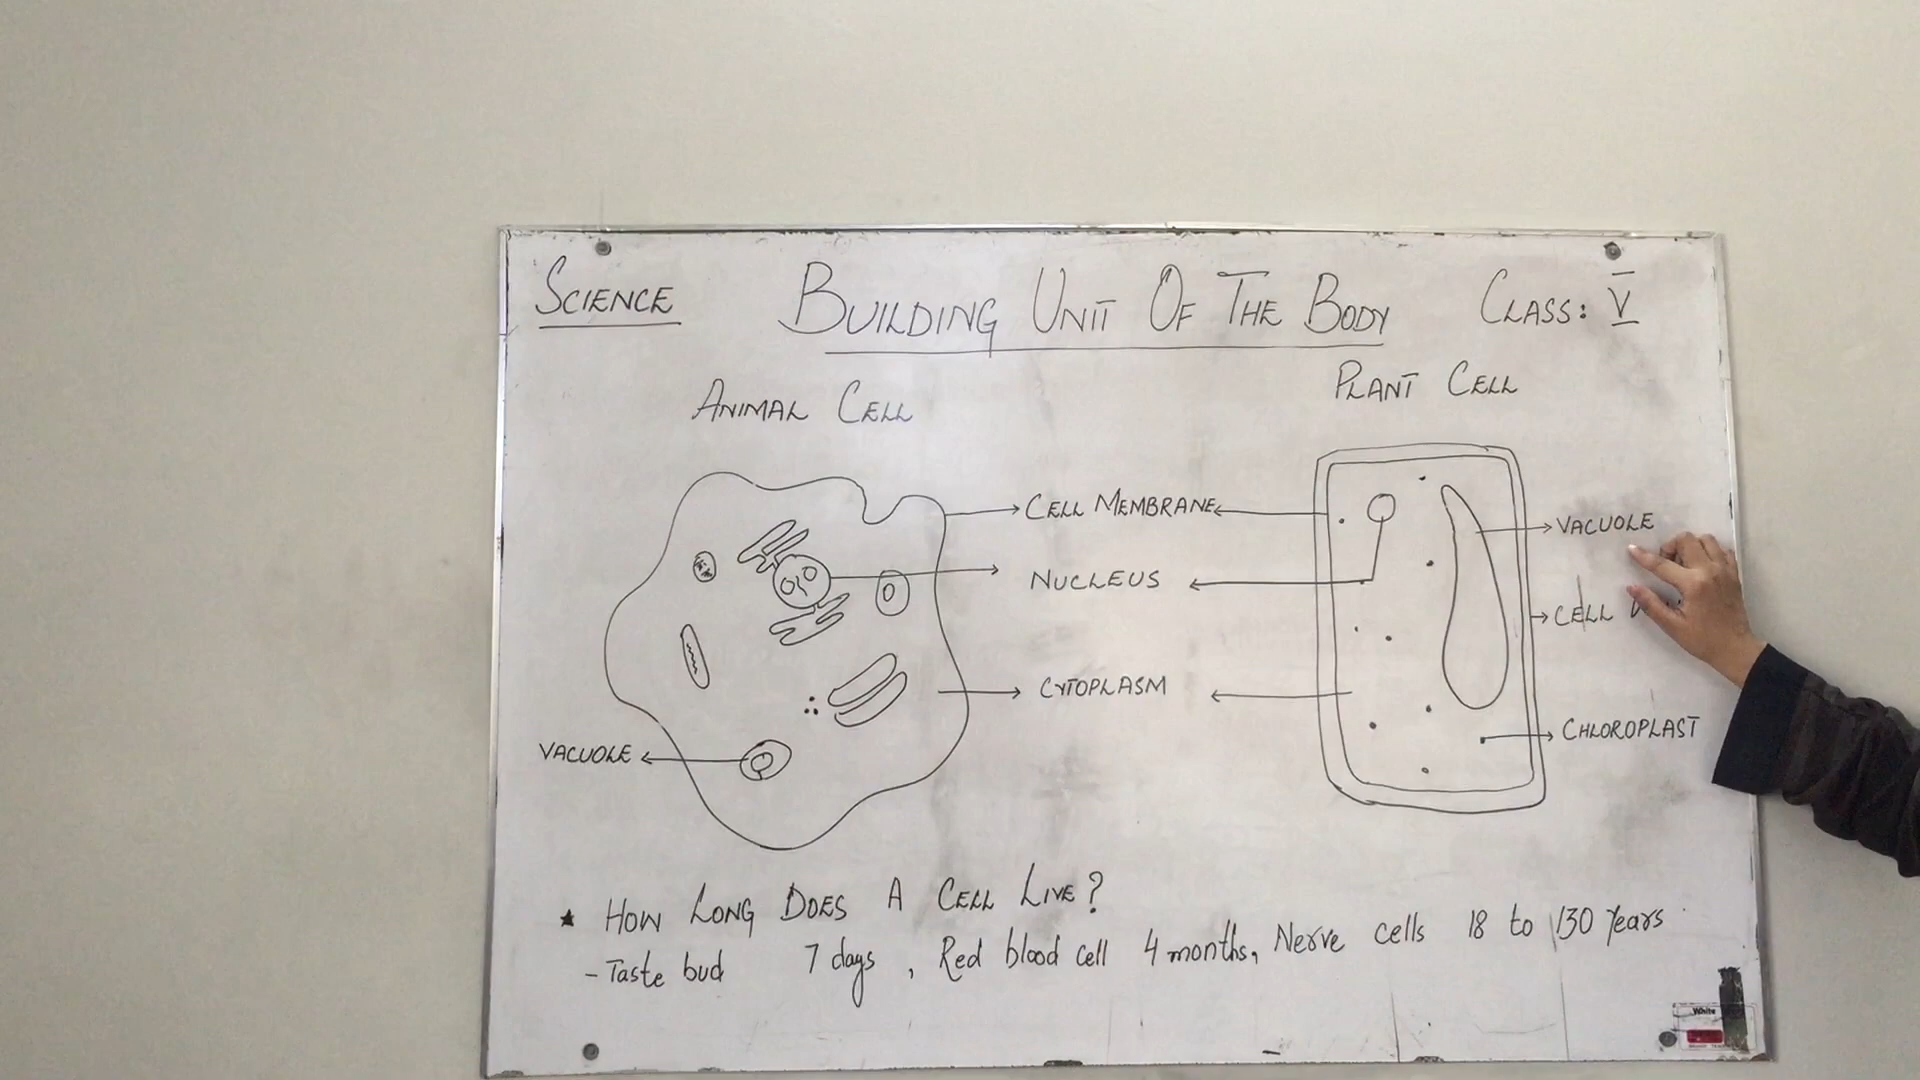 SCIENCE BUILDING UNIT OF THE BODY CLASS: V
ANIMAL CELL
PLANT CELL
CELL MEMBRANE
VACUOLE
NUCLEUS
CELL
CYTOPLASM
VACUOLE
CHLOROPLAST
★ HOW LONG DOES A CELL LIVE?
- Taste bud 7 days, Red blood cell 4 months, Nerve cells 18 to 130 years
White